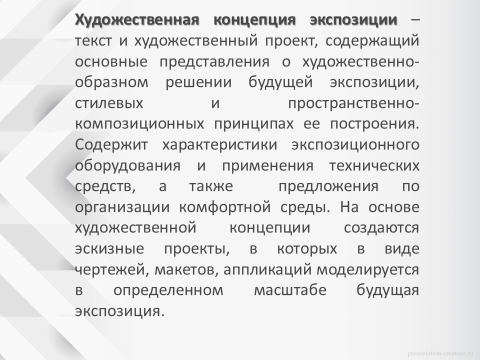 Художественная концепция экспозиции –
текст и художественный проект, содержащий
основные представления о художественно-
образном решении будущей экспозиции,
стилевых и пространственно-
композиционных принципах ее построения.
Содержит характеристики экспозиционного
оборудования и применения технических
средств, а также предложения по
организации комфортной среды. На основе
художественной концепции создаются
эскизные проекты, в которых в виде
чертежей, макетов, аппликаций моделируется
в определенном масштабе будущая
экспозиция.